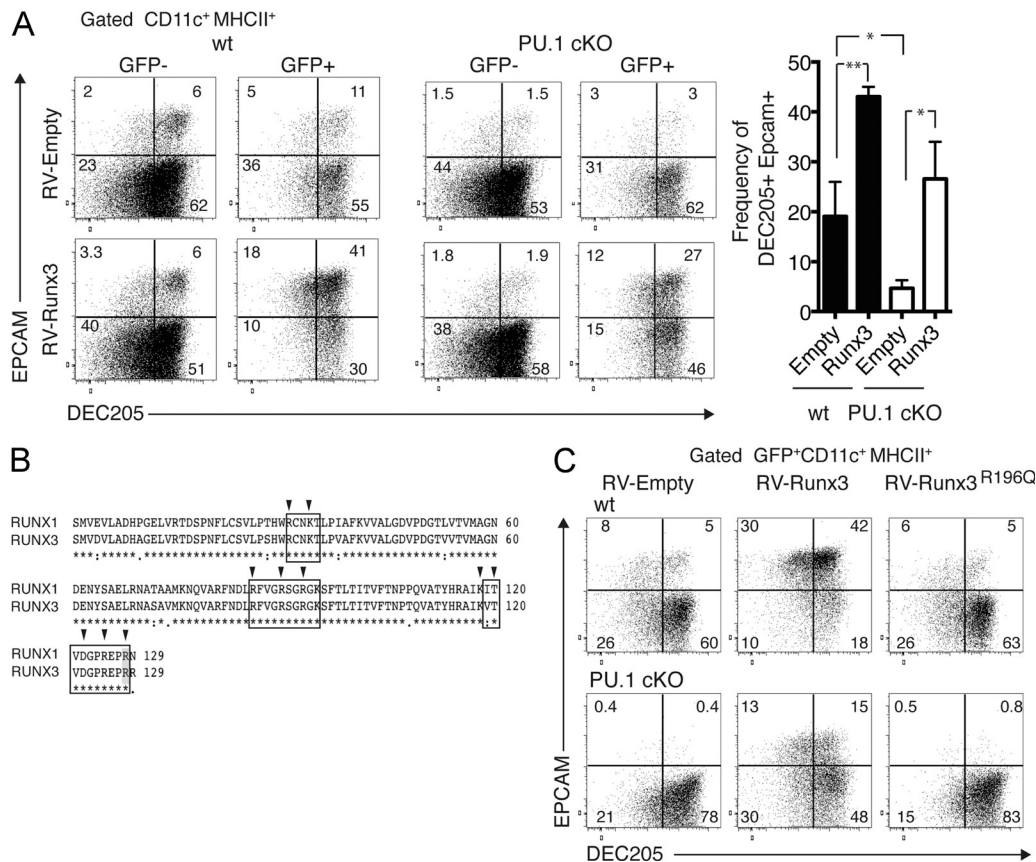 A
Gated CD11c+ MHCII+
wt
PU.1 cKO
GFP- GFP+ GFP- GFP+
RV-Empty
2 6 5 11 1.5 1.5 3 3
23 62 36 55 44 53 31 62
RV-Runx3
3.3 6 18 41 1.8 1.9 12 27
40 51 10 30 38 58 15 46
EPCAM
DEC205
Frequency of
DEC205+ Epcam+
50
40
30
20
10
0
* ** *
Empty Runx3 Empty Runx3
wt PU.1 cKO
B
RUNX1 SMVEVLADHPGELVRTDSPNFLCSVLPTHWRCNKTLPIAFKVVALGDVPDGTLVTVMAGN 60
RUNX3 SMVDVLADHAGELVRTDSPNFLCSVLPSHWRCNKTLPVAFKVVALGDVPDGTVVTVMAGN 60
***:*****.*****************:*********:**************:*******
RUNX1 DENYSAELRNATAAMKNQVARFNDLRFVGRSGRGKSFTLTITVFTNPPQVATYHRAIKIT 120
RUNX3 DENYSAELRNASAVMKNQVARFNDLRFVGRSGRGKSFTLTITVFTNPTQVATYHRAIKVT 120
***********:*.*********************************.**********:*
RUNX1 VDGPREPRN 129
RUNX3 VDGPREPRR 129
********.
C
Gated GFP+CD11c+ MHCII+
RV-Empty RV-Runx3 RV-Runx3R196Q
wt
8 5 30 42 6 5
26 60 10 18 26 63
PU.1 cKO
0.4 0.4 13 15 0.5 0.8
21 78 30 48 15 83
EPCAM
DEC205